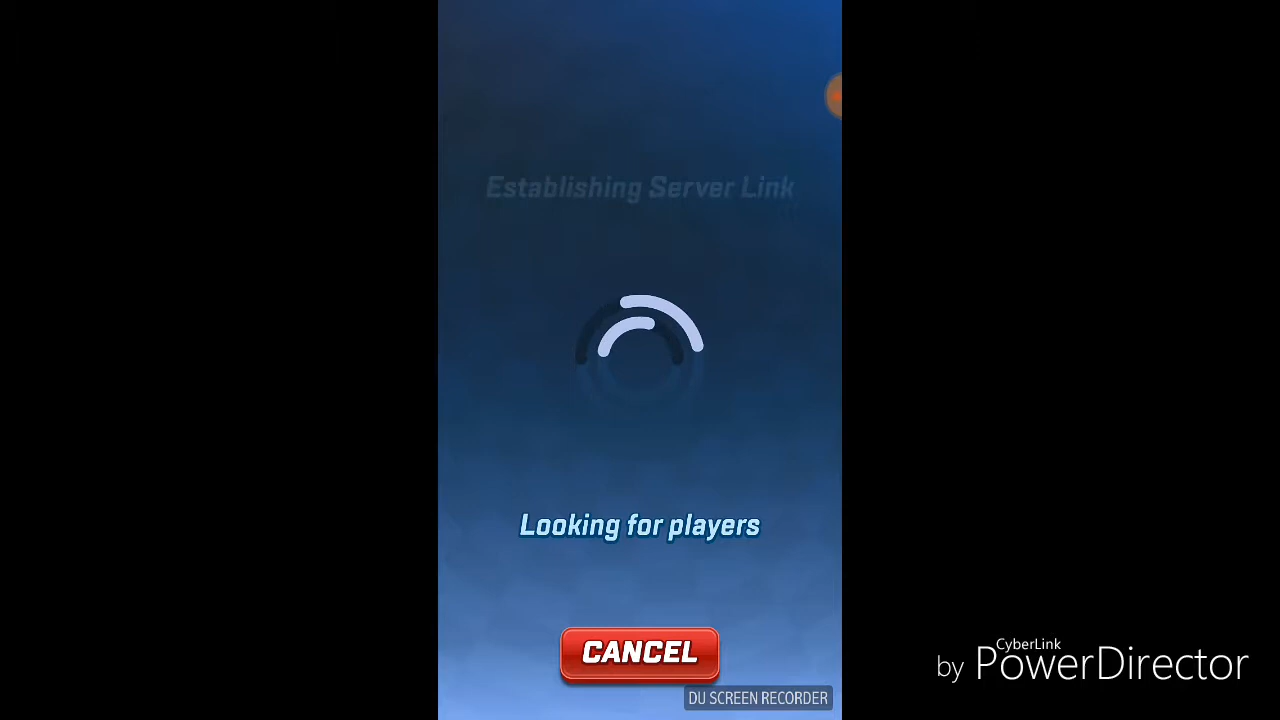 Establishing Server Link
Looking for players
CANCEL
CyberLink
by PowerDirector
DU SCREEN RECORDER